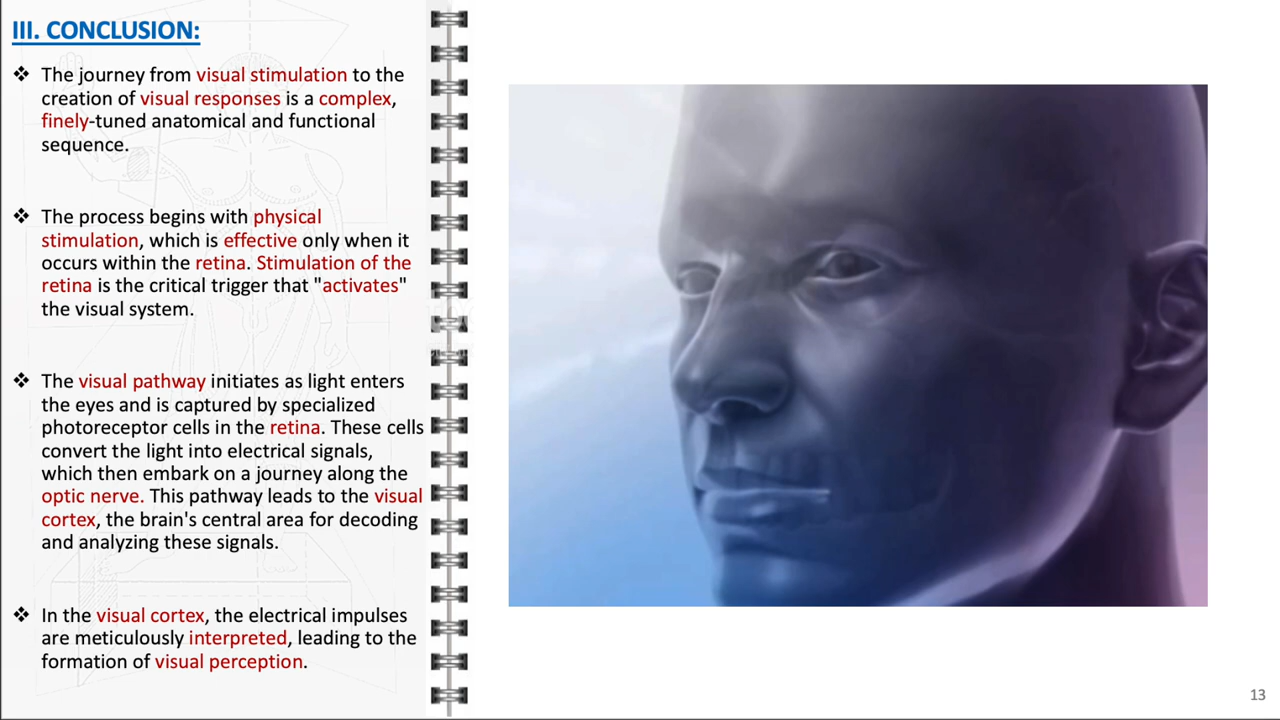 III. CONCLUSION:
❖ The journey from visual stimulation to the
creation of visual responses is a complex,
finely-tuned anatomical and functional
sequence.
❖ The process begins with physical
stimulation, which is effective only when it
occurs within the retina. Stimulation of the
retina is the critical trigger that "activates"
the visual system.
❖ The visual pathway initiates as light enters
the eyes and is captured by specialized
photoreceptor cells in the retina. These cells
convert the light into electrical signals,
which then embark on a journey along the
optic nerve. This pathway leads to the visual
cortex, the brain's central area for decoding
and analyzing these signals.
❖ In the visual cortex, the electrical impulses
are meticulously interpreted, leading to the
formation of visual perception.
13